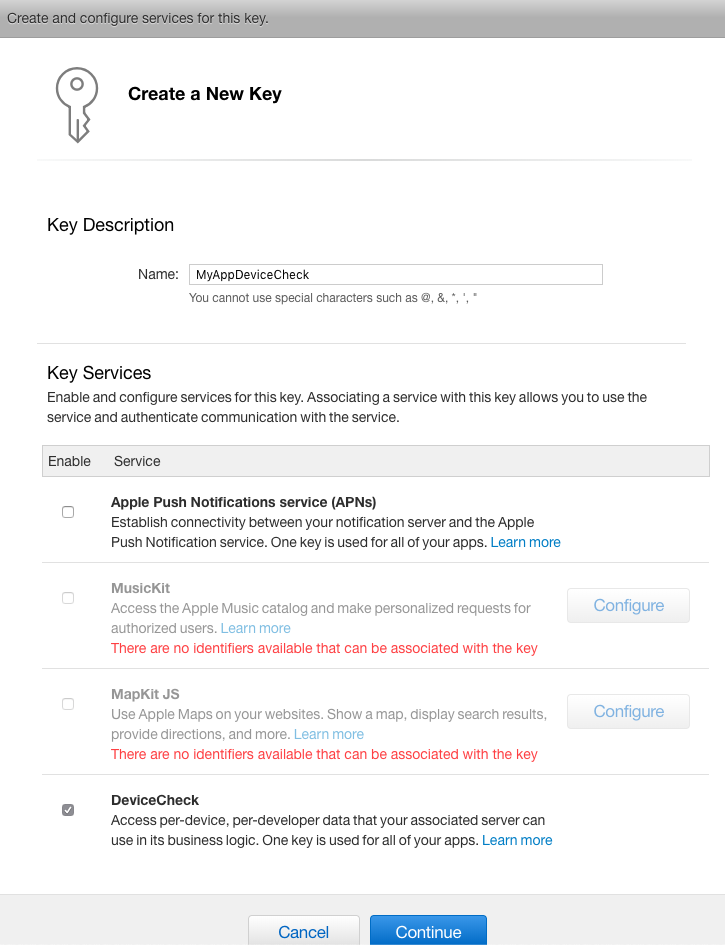 Create and configure services for this key.
Create a New Key
Key Description
Name: MyAppDeviceCheck
You cannot use special characters such as @, &, *, ', "
Key Services
Enable and configure services for this key. Associating a service with this key allows you to use the
service and authenticate communication with the service.
Enable Service
Apple Push Notifications service (APNs)
Establish connectivity between your notification server and the Apple
Push Notification service. One key is used for all of your apps. Learn more
MusicKit
Access the Apple Music catalog and make personalized requests for
authorized users. Learn more
Configure
There are no identifiers available that can be associated with the key
MapKit JS
Use Apple Maps on your websites. Show a map, display search results,
provide directions, and more. Learn more
Configure
There are no identifiers available that can be associated with the key
DeviceCheck
Access per-device, per-developer data that your associated server can
use in its business logic. One key is used for all of your apps. Learn more
Cancel Continue